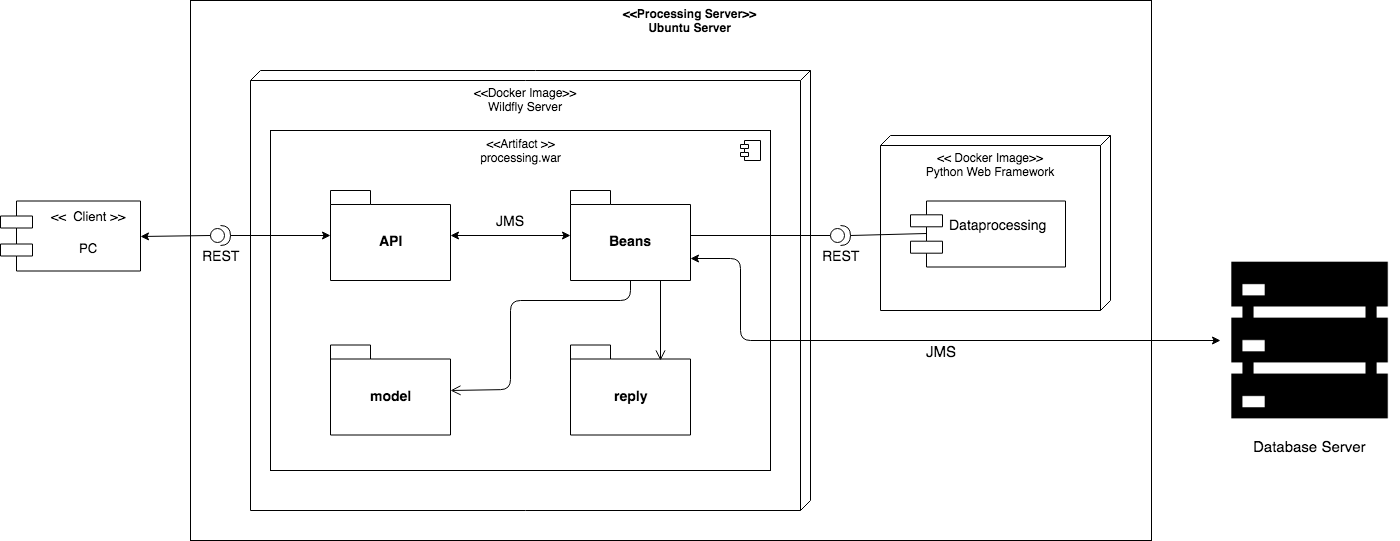 <<Processing Server>>
Ubuntu Server
<<Docker Image>>
Wildfly Server
<<Artifact >>
processing.war
<< Docker Image>>
Python Web Framework
<< Client >>
PC
REST
API
JMS
Beans
REST
Dataprocessing
model
reply
JMS
Database Server